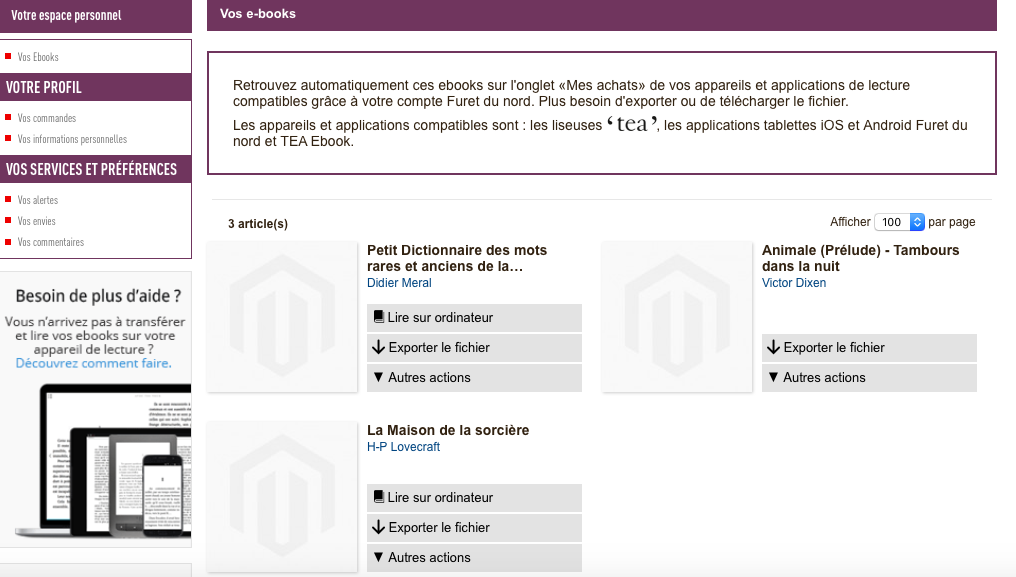 Votre espace personnel
Vos Ebooks
VOTRE PROFIL
Vos commandes
Vos informations personnelles
VOS SERVICES ET PRÉFÉRENCES
Vos alertes
Vos envies
Vos commentaires
Besoin de plus d'aide ?
Vous n'arrivez pas à transférer
et lire vos ebooks sur votre
appareil de lecture ?
Découvrez comment faire.
Vos e-books
Retrouvez automatiquement ces ebooks sur l'onglet «Mes achats» de vos appareils et applications de lecture
compatibles grâce à votre compte Furet du nord. Plus besoin d'exporter ou de télécharger le fichier.
Les appareils et applications compatibles sont : les liseuses ‘tea’, les applications tablettes iOS et Android Furet du
nord et TEA Ebook.
3 article(s)
Afficher 100 par page
Petit Dictionnaire des mots
rares et anciens de la…
Didier Meral
Lire sur ordinateur
Exporter le fichier
Autres actions
Animale (Prélude) - Tambours
dans la nuit
Victor Dixen
Exporter le fichier
Autres actions
La Maison de la sorcière
H-P Lovecraft
Lire sur ordinateur
Exporter le fichier
Autres actions